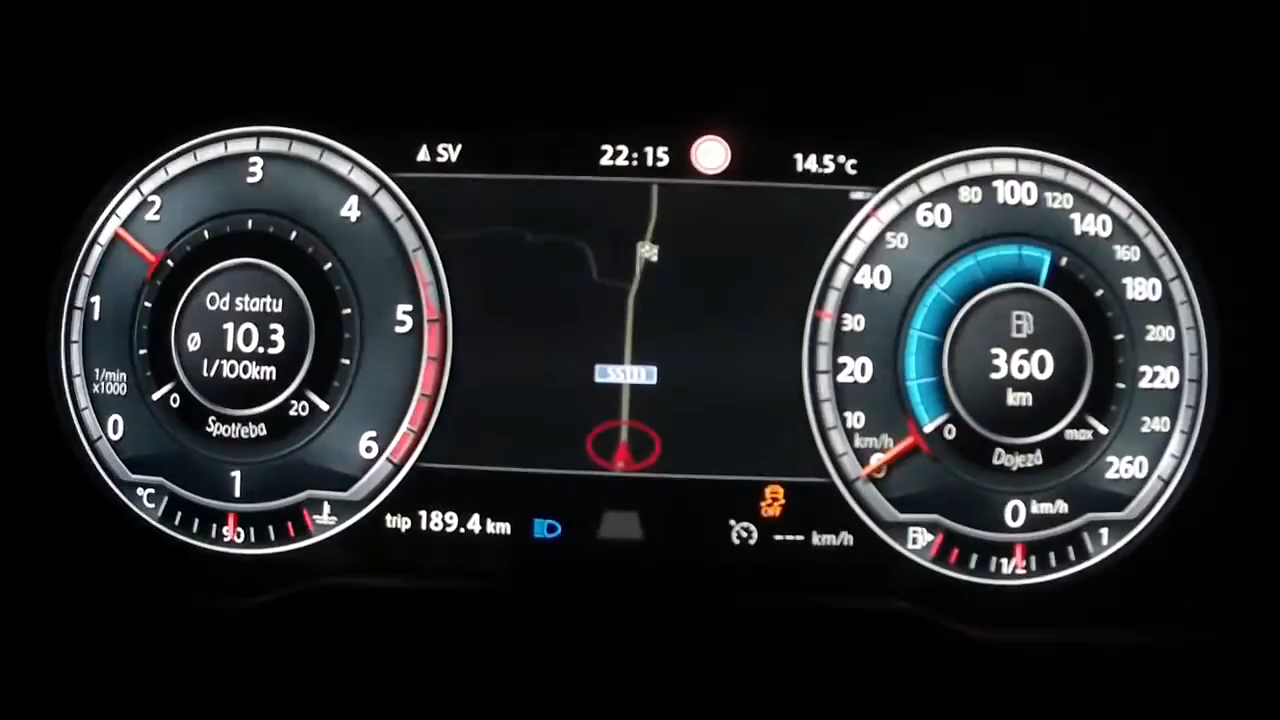 SV
22:15
14.5°C
0
1
2
3
4
5
6
1/min
x1000
Od startu
ø 10.3
l/100km
0
20
Spotřeba
1
°C
90
trip 189.4 km
OFF
--- km/h
10
20
30
40
50
60
80
100
120
140
160
180
200
220
240
260
km/h
360
km
0
max
Dojezd
0 km/h
1/2
1